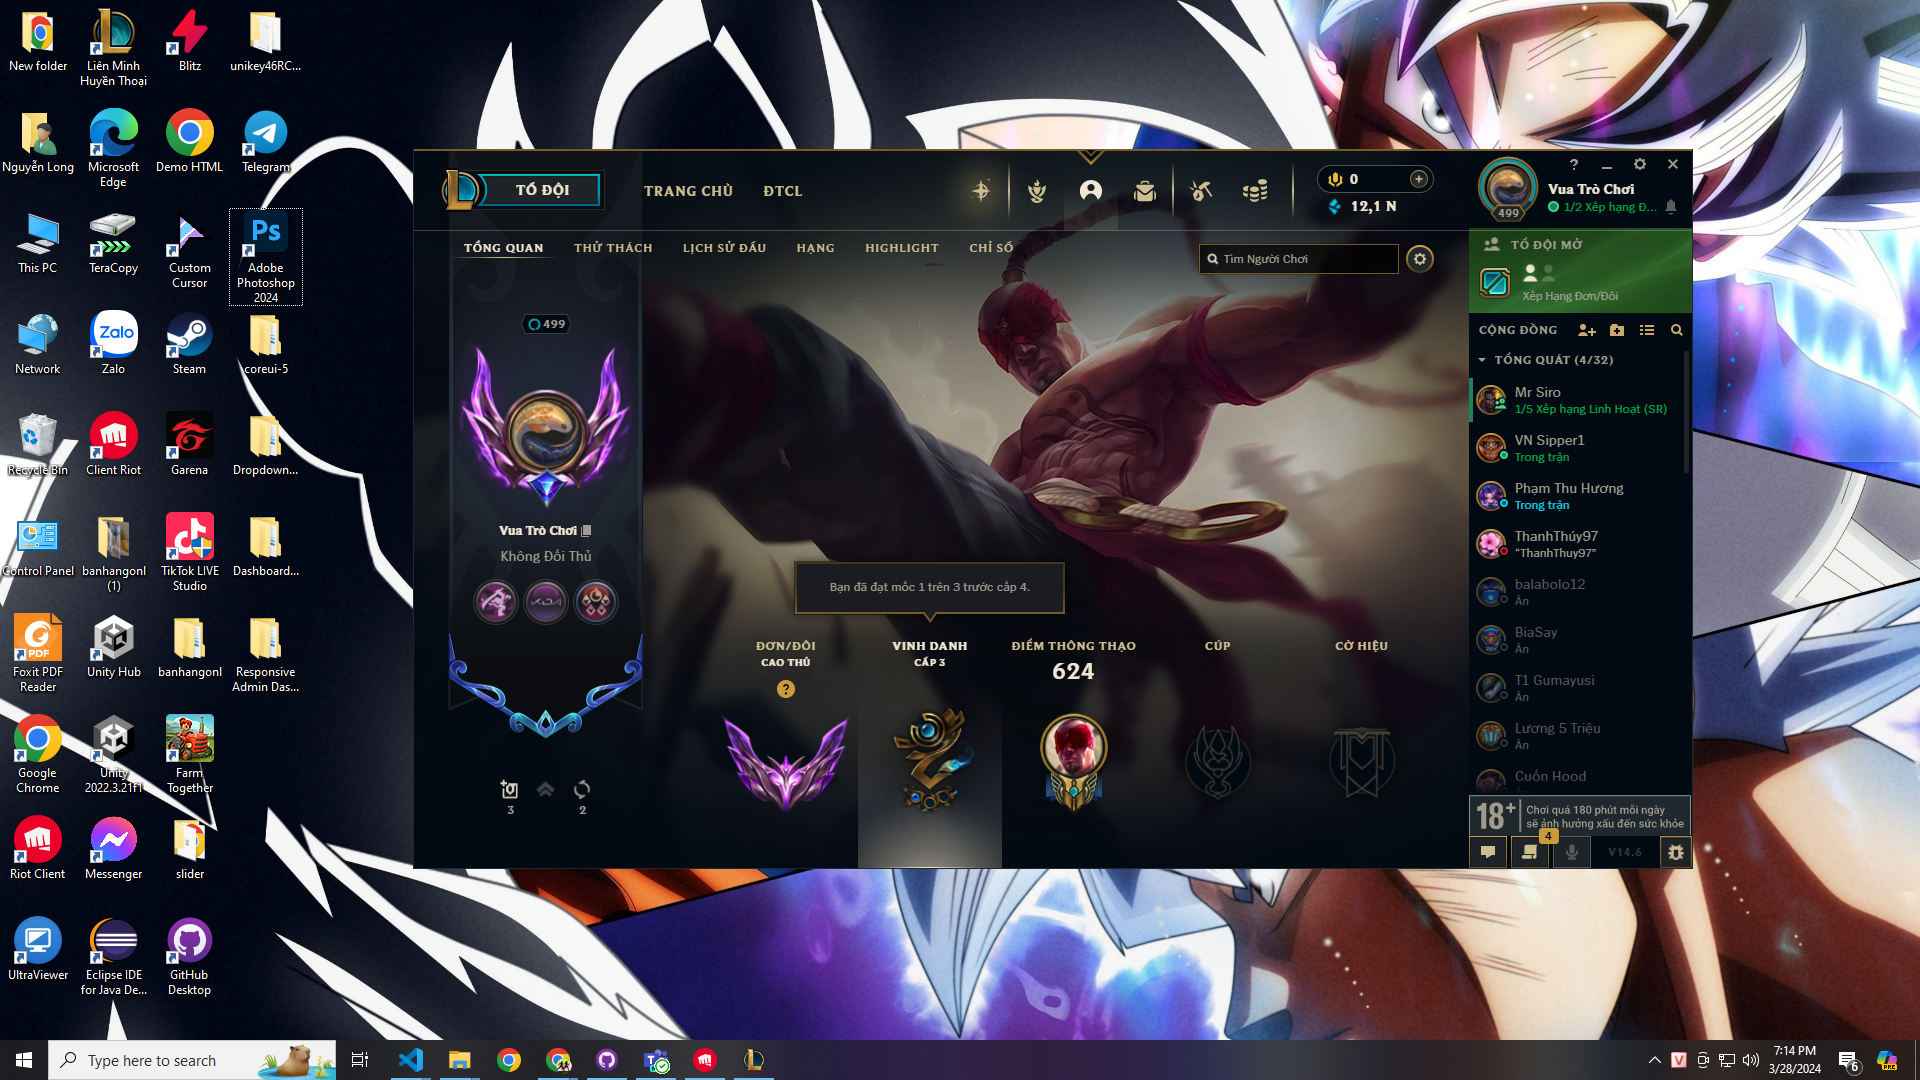 New folder
Liên Minh
Huyền Thoại
Blitz
unikey46RC...
Nguyễn Long
Microsoft
Edge
Demo HTML
Telegram
This PC
TeraCopy
Custom
Cursor
Ps
Adobe
Photoshop
2024
Network
Zalo
Zalo
Steam
coreui-5
Recycle Bin
Client Riot
Garena
Dropdown...
Control Panel
banhangonl
(1)
TikTok LIVE
Studio
Dashboard...
PDF
Foxit PDF
Reader
Unity Hub
banhangonl
Responsive
Admin Das...
Google
Chrome
Unity
2022.3.21f1
Farm
Together
Riot Client
Messenger
slider
UltraViewer
Eclipse IDE
for Java De...
GitHub
Desktop
TỔ ĐỘI
TRANG CHỦ
ĐTCL
0
12,1 N
499
Vua Trò Chơi
1/2 Xếp hạng Đ...
TỔNG QUAN
THỬ THÁCH
LỊCH SỬ ĐẤU
HẠNG
HIGHLIGHT
CHỈ SỐ
Tìm Người Chơi
499
Vua Trò Chơi
Không Đối Thủ
KDA
3
2
Bạn đã đạt mốc 1 trên 3 trước cấp 4.
ĐƠN/ĐÔI
CAO THỦ
?
VINH DANH
CẤP 3
ĐIỂM THÔNG THẠO
624
CÚP
CỜ HIỆU
TỔ ĐỘI MỞ
Xếp Hạng Đơn/Đôi
CỘNG ĐỒNG
TỔNG QUÁT (4/32)
Mr Siro
1/5 Xếp hạng Linh Hoạt (SR)
VN Sipper1
Trong trận
Phạm Thu Hương
Trong trận
ThanhThúy97
“ThanhThuy97”
balabolo12
Ẩn
BiaSay
Ẩn
T1 Gumayusi
Ẩn
Lương 5 Triệu
Ẩn
Cuốn Hood
18+
Chơi quá 180 phút mỗi ngày
sẽ ảnh hưởng xấu đến sức khỏe
4
V14.6
Type here to search
V
7:14 PM
3/28/2024
6
PRE